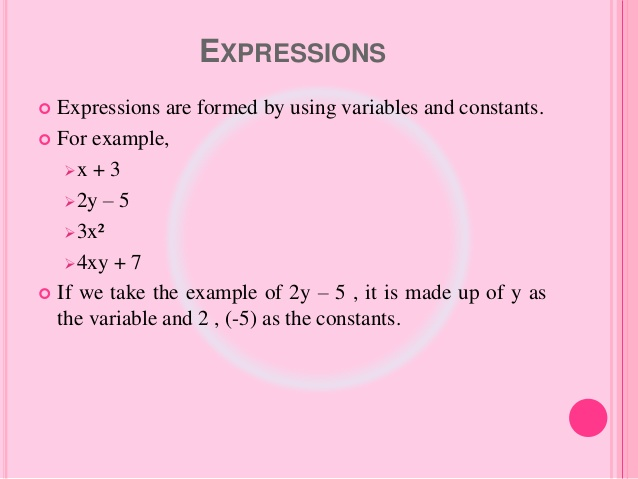 EXPRESSIONS
Expressions are formed by using variables and constants.
For example,
x + 3
2y – 5
3x²
4xy + 7
If we take the example of 2y – 5 , it is made up of y as
the variable and 2 , (-5) as the constants.